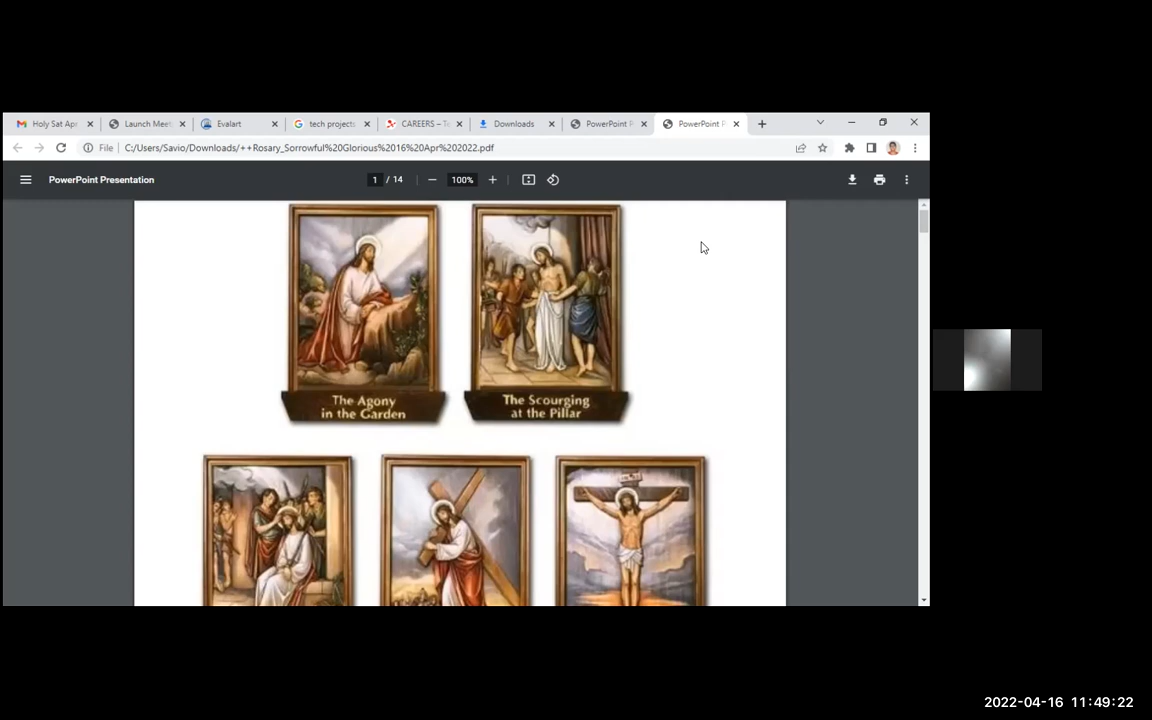 Holy Sat Apr
Launch Meet
Evalart
tech projects
CAREERS – Te
Downloads
PowerPoint P
PowerPoint P
File
C:/Users/Savio/Downloads/++Rosary_Sorrowful%20Glorious%2016%20Apr%202022.pdf
PowerPoint Presentation
1 / 14
100%
The Agony
in the Garden
The Scourging
at the Pillar
2022-04-16 11:49:22